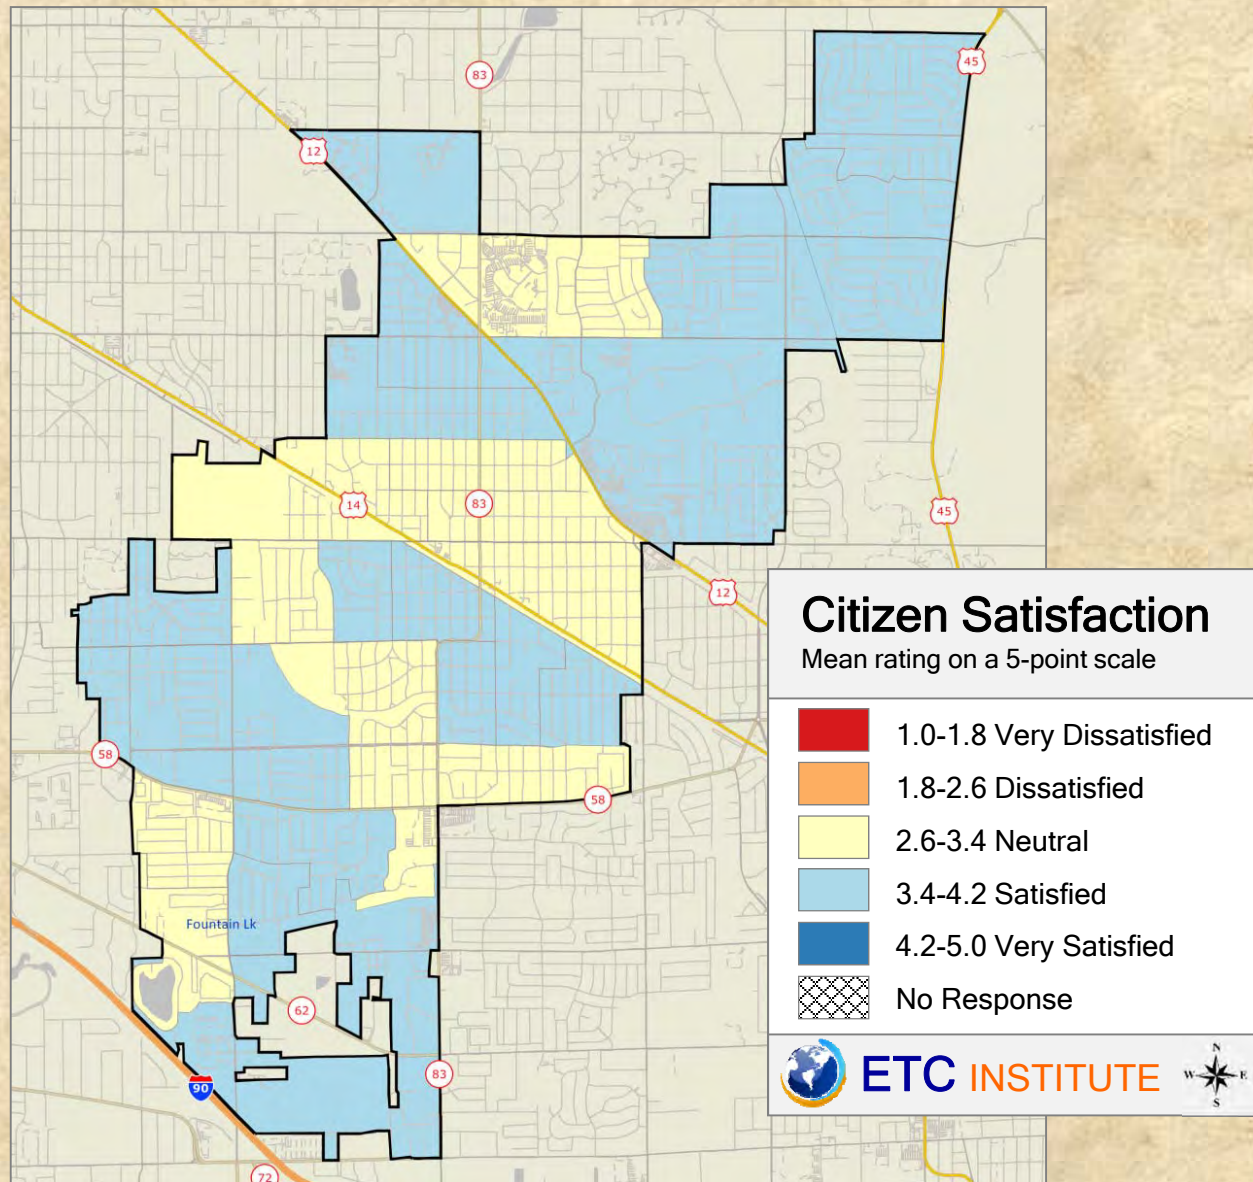 83
45
12
14
83
45
12
58
58
Fountain Lk
62
90
83
72
Citizen Satisfaction
Mean rating on a 5-point scale
1.0-1.8 Very Dissatisfied
1.8-2.6 Dissatisfied
2.6-3.4 Neutral
3.4-4.2 Satisfied
4.2-5.0 Very Satisfied
No Response
ETC INSTITUTE
N
W E
S